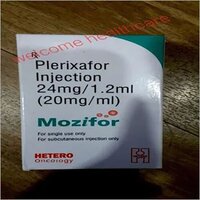 me healthcare
Rx
Plerixafor
Injection
24mg/1.2ml
(20mg/ml)
Mozifor
For single use only
For subcutaneous injection only
HETERO
Oncology